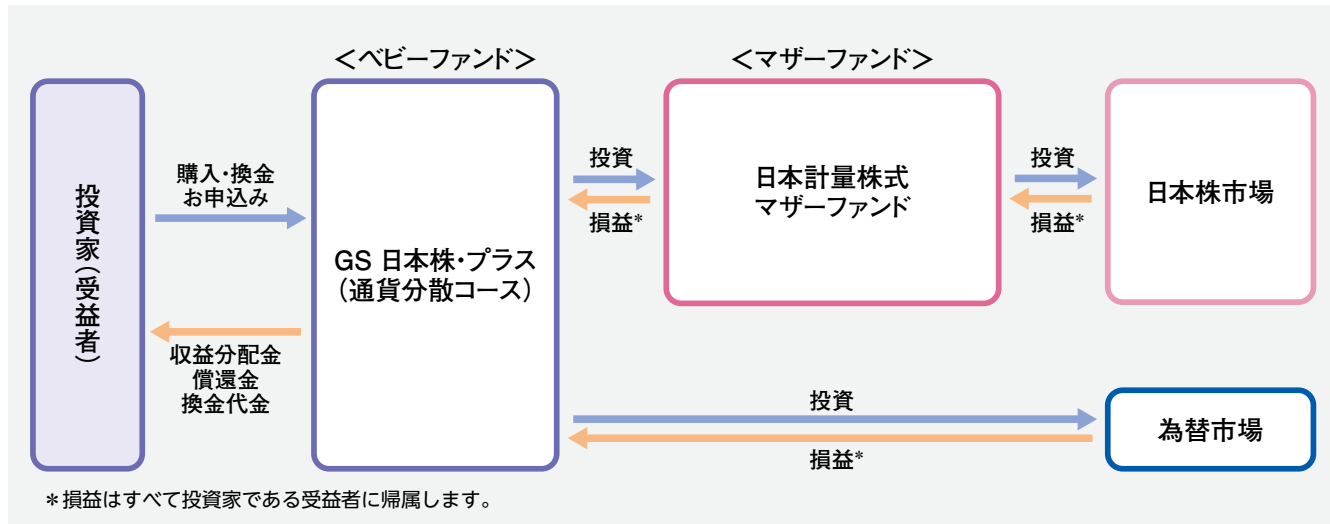 ＜ベビーファンド＞
＜マザーファンド＞
投資家（受益者）
購入・換金
お申込み
収益分配金
償還金
換金代金
GS 日本株・プラス
（通貨分散コース）
投資
損益*
日本計量株式
マザーファンド
投資
損益*
日本株市場
投資
損益*
為替市場
＊損益はすべて投資家である受益者に帰属します。